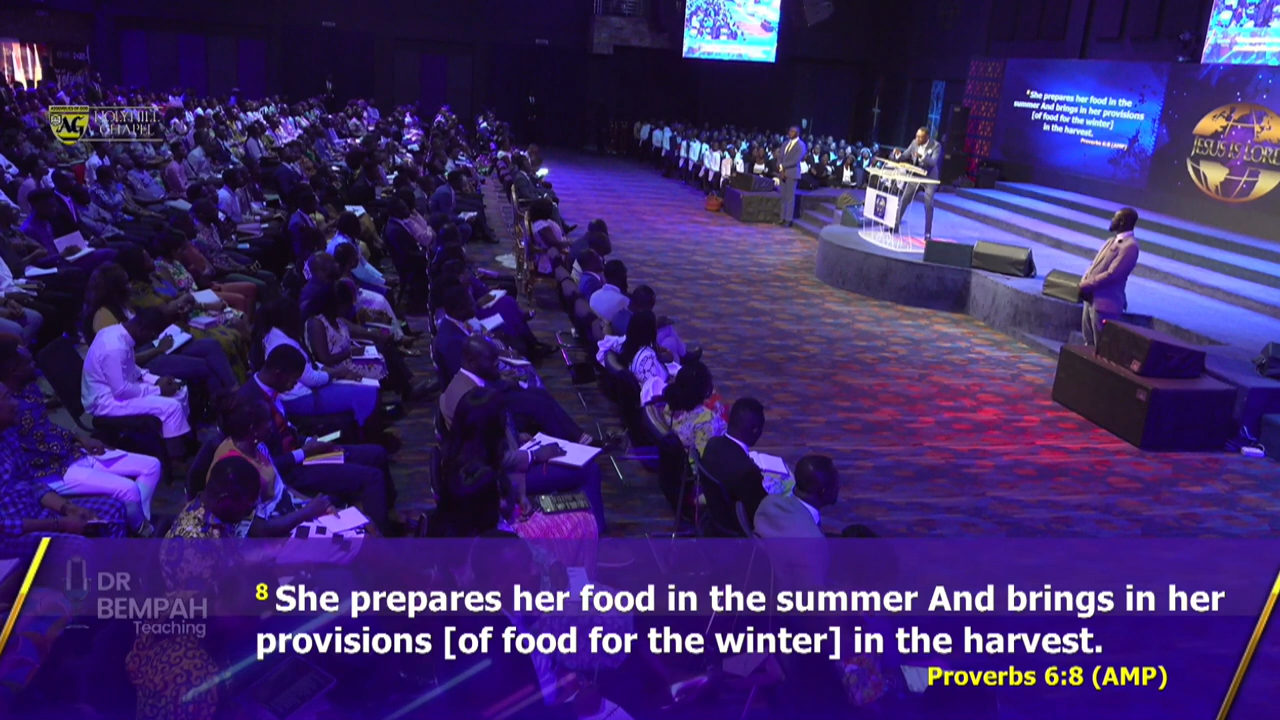 AG
HOLY HILL
CHAPEL
⁸She prepares her food in the
summer And brings in her provisions
[of food for the winter]
in the harvest.
Proverbs 6:8 (AMP)
JESUS IS LORD
DR
BEMPAH
Teaching
⁸ She prepares her food in the summer And brings in her
provisions [of food for the winter] in the harvest.
Proverbs 6:8 (AMP)